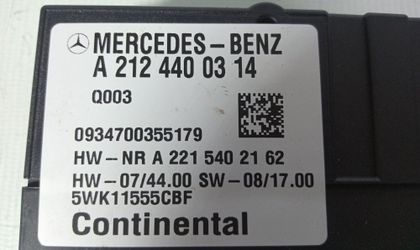 MERCEDES-BENZ
A 212 440 03 14
Q003
0934700355179
HW-NR A 221 540 21 62
HW-07/44.00 SW-08/17.00
5WK11555CBF
Continental